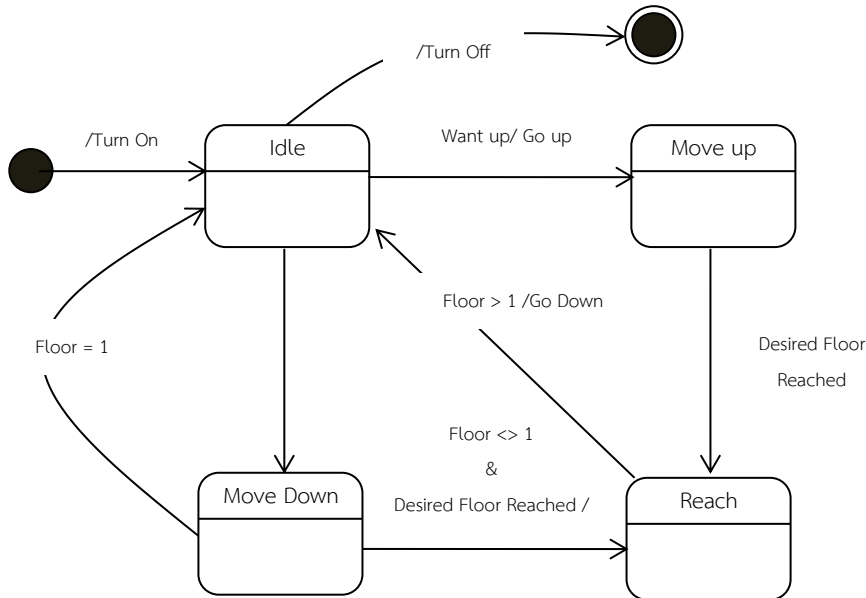 /Turn Off
/Turn On
Idle
Want up/ Go up
Move up
Floor > 1 /Go Down
Floor = 1
Desired Floor
Reached
Floor <> 1
&
Desired Floor Reached /
Move Down
Reach